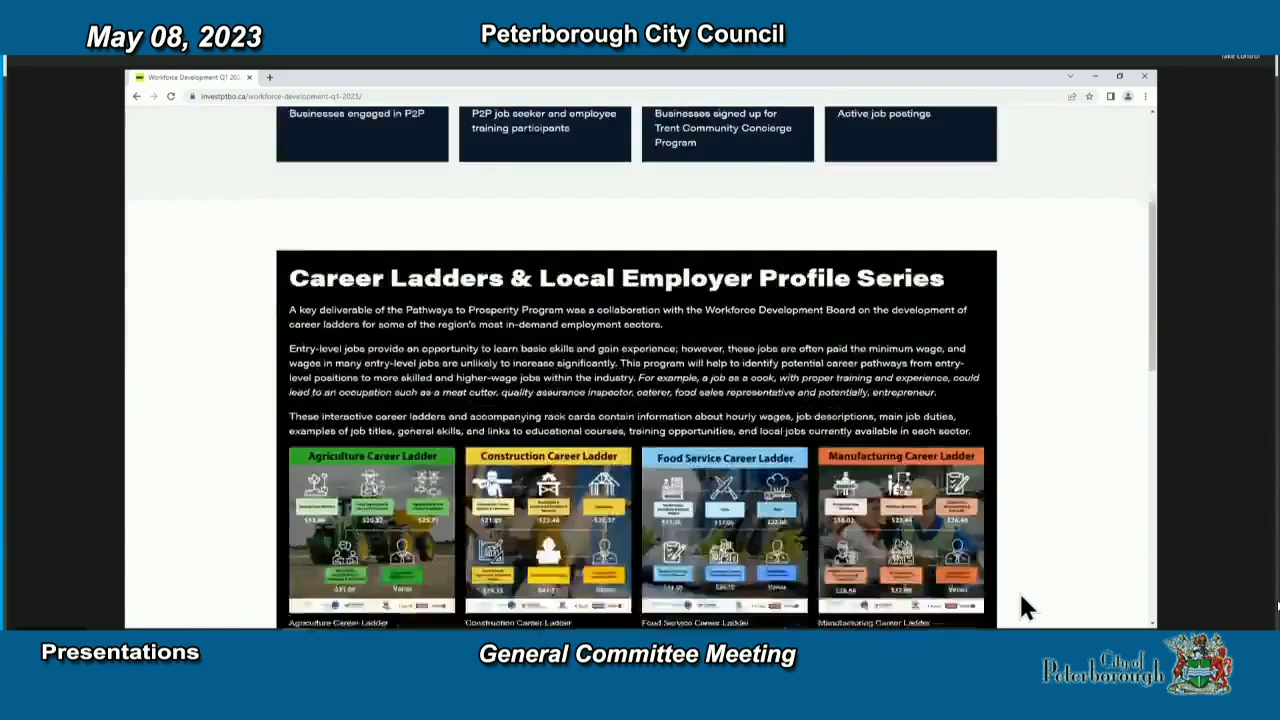 May 08, 2023
Peterborough City Council
Take Control
Workforce Development Q1 202
investptbo.ca/workforce-development-q1-2023/
Businesses engaged in P2P
P2P job seeker and employee
training participants
Businesses signed up for
Trent Community Concierge
Program
Active job postings
Career Ladders & Local Employer Profile Series
A key deliverable of the Pathways to Prosperity Program was a collaboration with the Workforce Development Board on the development of
career ladders for some of the region's most in-demand employment sectors.
Entry-level jobs provide an opportunity to learn basic skills and gain experience; however, these jobs are often paid the minimum wage, and
wages in many entry-level jobs are unlikely to increase significantly. This program will help to identify potential career pathways from entry-
level positions to more skilled and higher-wage jobs within the industry. For example, a job as a cook, with proper training and experience, could
lead to an occupation such as a meat cutter, quality assurance inspector, caterer, food sales representative and potentially, entrepreneur.
These interactive career ladders and accompanying rack cards contain information about hourly wages, job descriptions, main job duties,
examples of job titles, general skills, and links to educational courses, training opportunities, and local jobs currently available in each sector.
Agriculture Career Ladder
Construction Career Ladder
Food Service Career Ladder
Manufacturing Career Ladder
Agriculture Career Ladder
Construction Career Ladder
Food Service Career Ladder
Manufacturing Career Ladder
Presentations
General Committee Meeting
City of
Peterborough